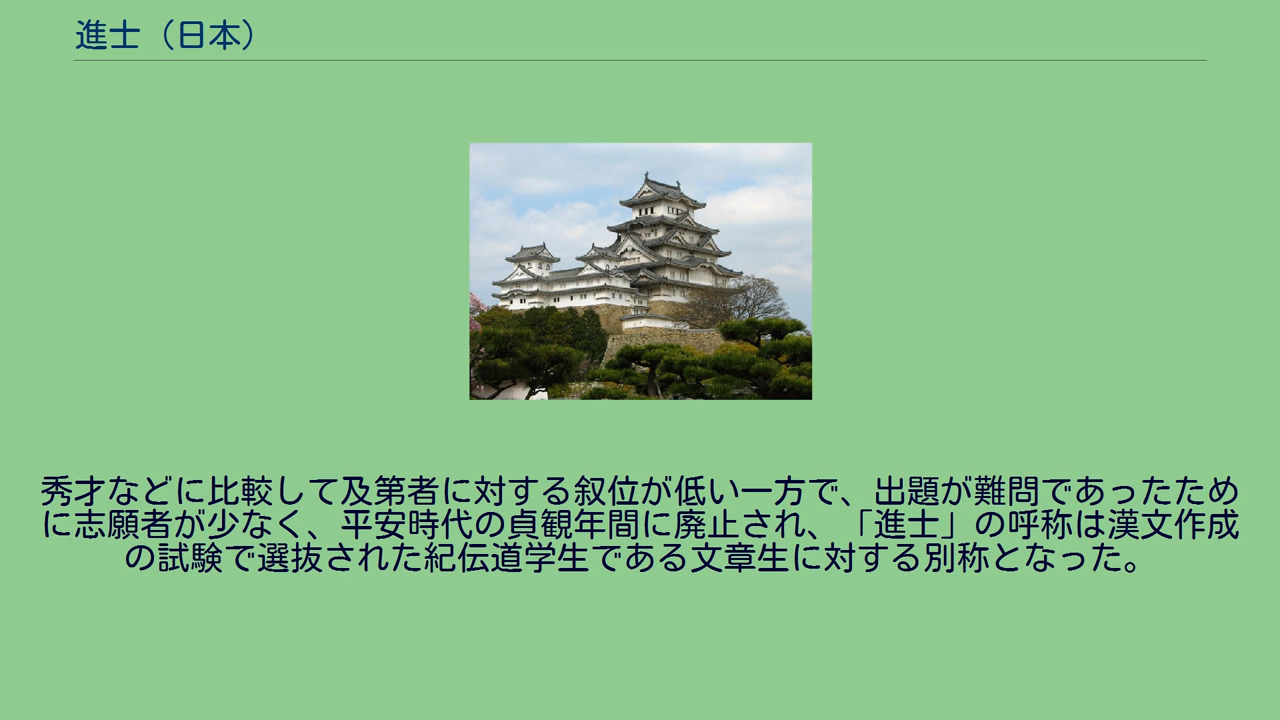 進士（日本）
秀才などに比較して及第者に対する叙位が低い一方で、出題が難問であったため
に志願者が少なく、平安時代の貞観年間に廃止され、「進士」の呼称は漢文作成
の試験で選抜された紀伝道学生である文章生に対する別称となった。